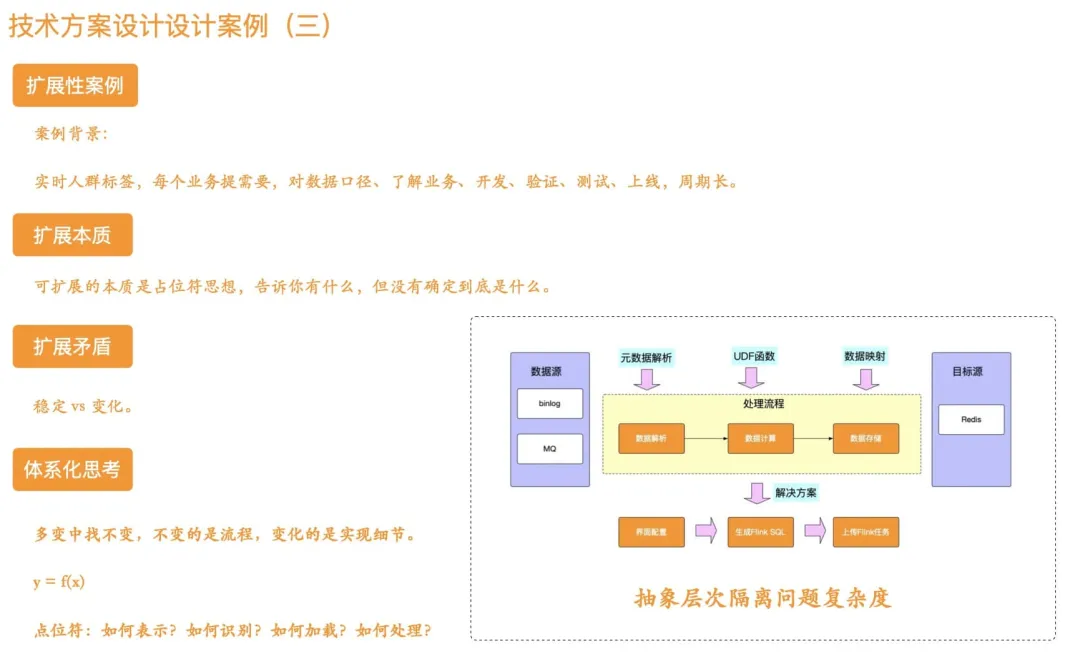 技术方案设计设计案例（三）
扩展性案例
案例背景：
实时人群标签，每个业务提需要，对数据口径、了解业务、开发、验证、测试、上线，周期长。
扩展本质
可扩展的本质是占位符思想，告诉你有什么，但没有确定到底是什么。
扩展矛盾
稳定 vs 变化。
体系化思考
多变中找不变，不变的是流程，变化的是实现细节。
y = f(x)
点位符：如何表示？如何识别？如何加载？如何处理？
数据源
binlog
MQ
元数据解析
UDF函数
数据映射
处理流程
数据解析
数据计算
数据存储
目标源
Redis
解决方案
界面配置
生成Flink SQL
上传Flink任务
抽象层次隔离问题复杂度